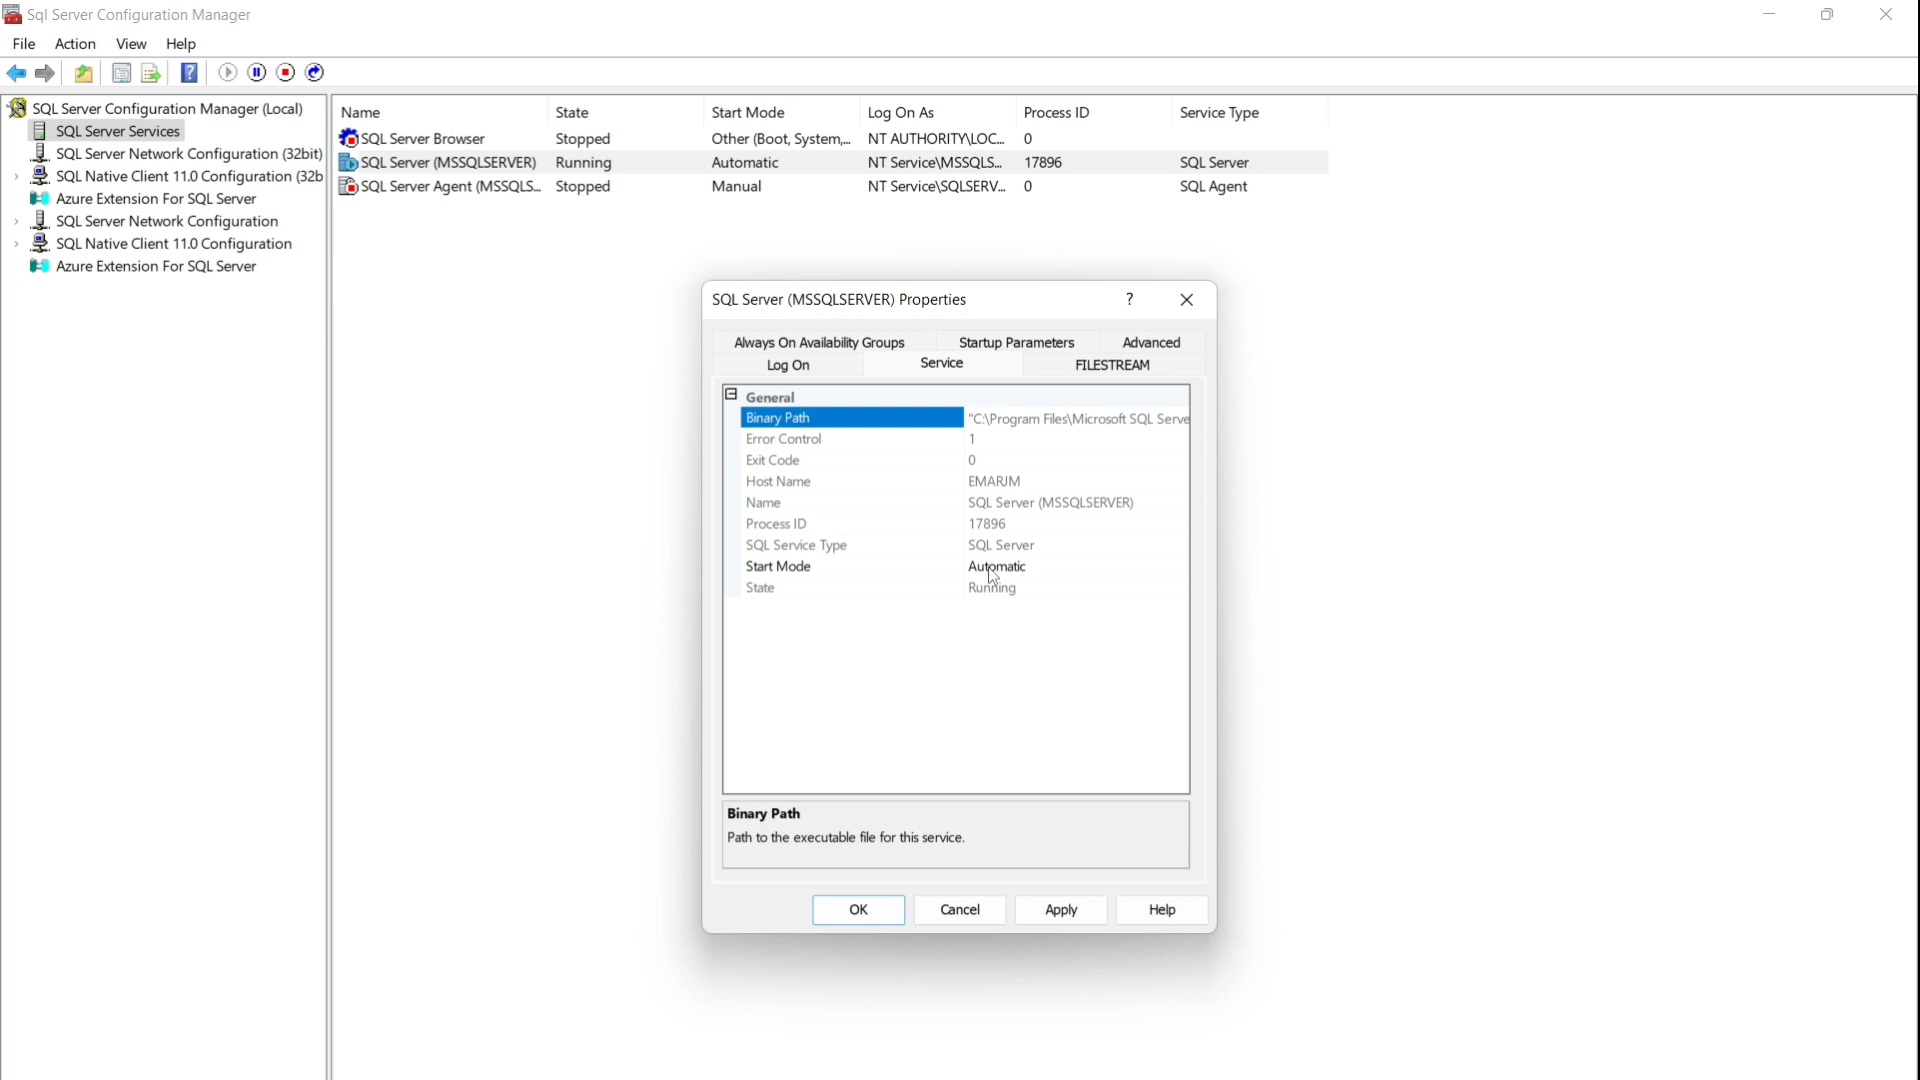 Sql Server Configuration Manager
File Action View Help
SQL Server Configuration Manager (Local)
SQL Server Services
SQL Server Network Configuration (32bit)
SQL Native Client 11.0 Configuration (32b
Azure Extension For SQL Server
SQL Server Network Configuration
SQL Native Client 11.0 Configuration
Azure Extension For SQL Server
Name State Start Mode Log On As Process ID Service Type
SQL Server Browser Stopped Other (Boot, System,... NT AUTHORITY\LOC... 0
SQL Server (MSSQLSERVER) Running Automatic NT Service\MSSQLS... 17896 SQL Server
SQL Server Agent (MSSQLS... Stopped Manual NT Service\SQLSERV... 0 SQL Agent
SQL Server (MSSQLSERVER) Properties
Always On Availability Groups Startup Parameters Advanced
Log On Service FILESTREAM
General
Binary Path "C:\Program Files\Microsoft SQL Serve
Error Control 1
Exit Code 0
Host Name EMARJM
Name SQL Server (MSSQLSERVER)
Process ID 17896
SQL Service Type SQL Server
Start Mode Automatic
State Running
Binary Path
Path to the executable file for this service.
OK Cancel Apply Help